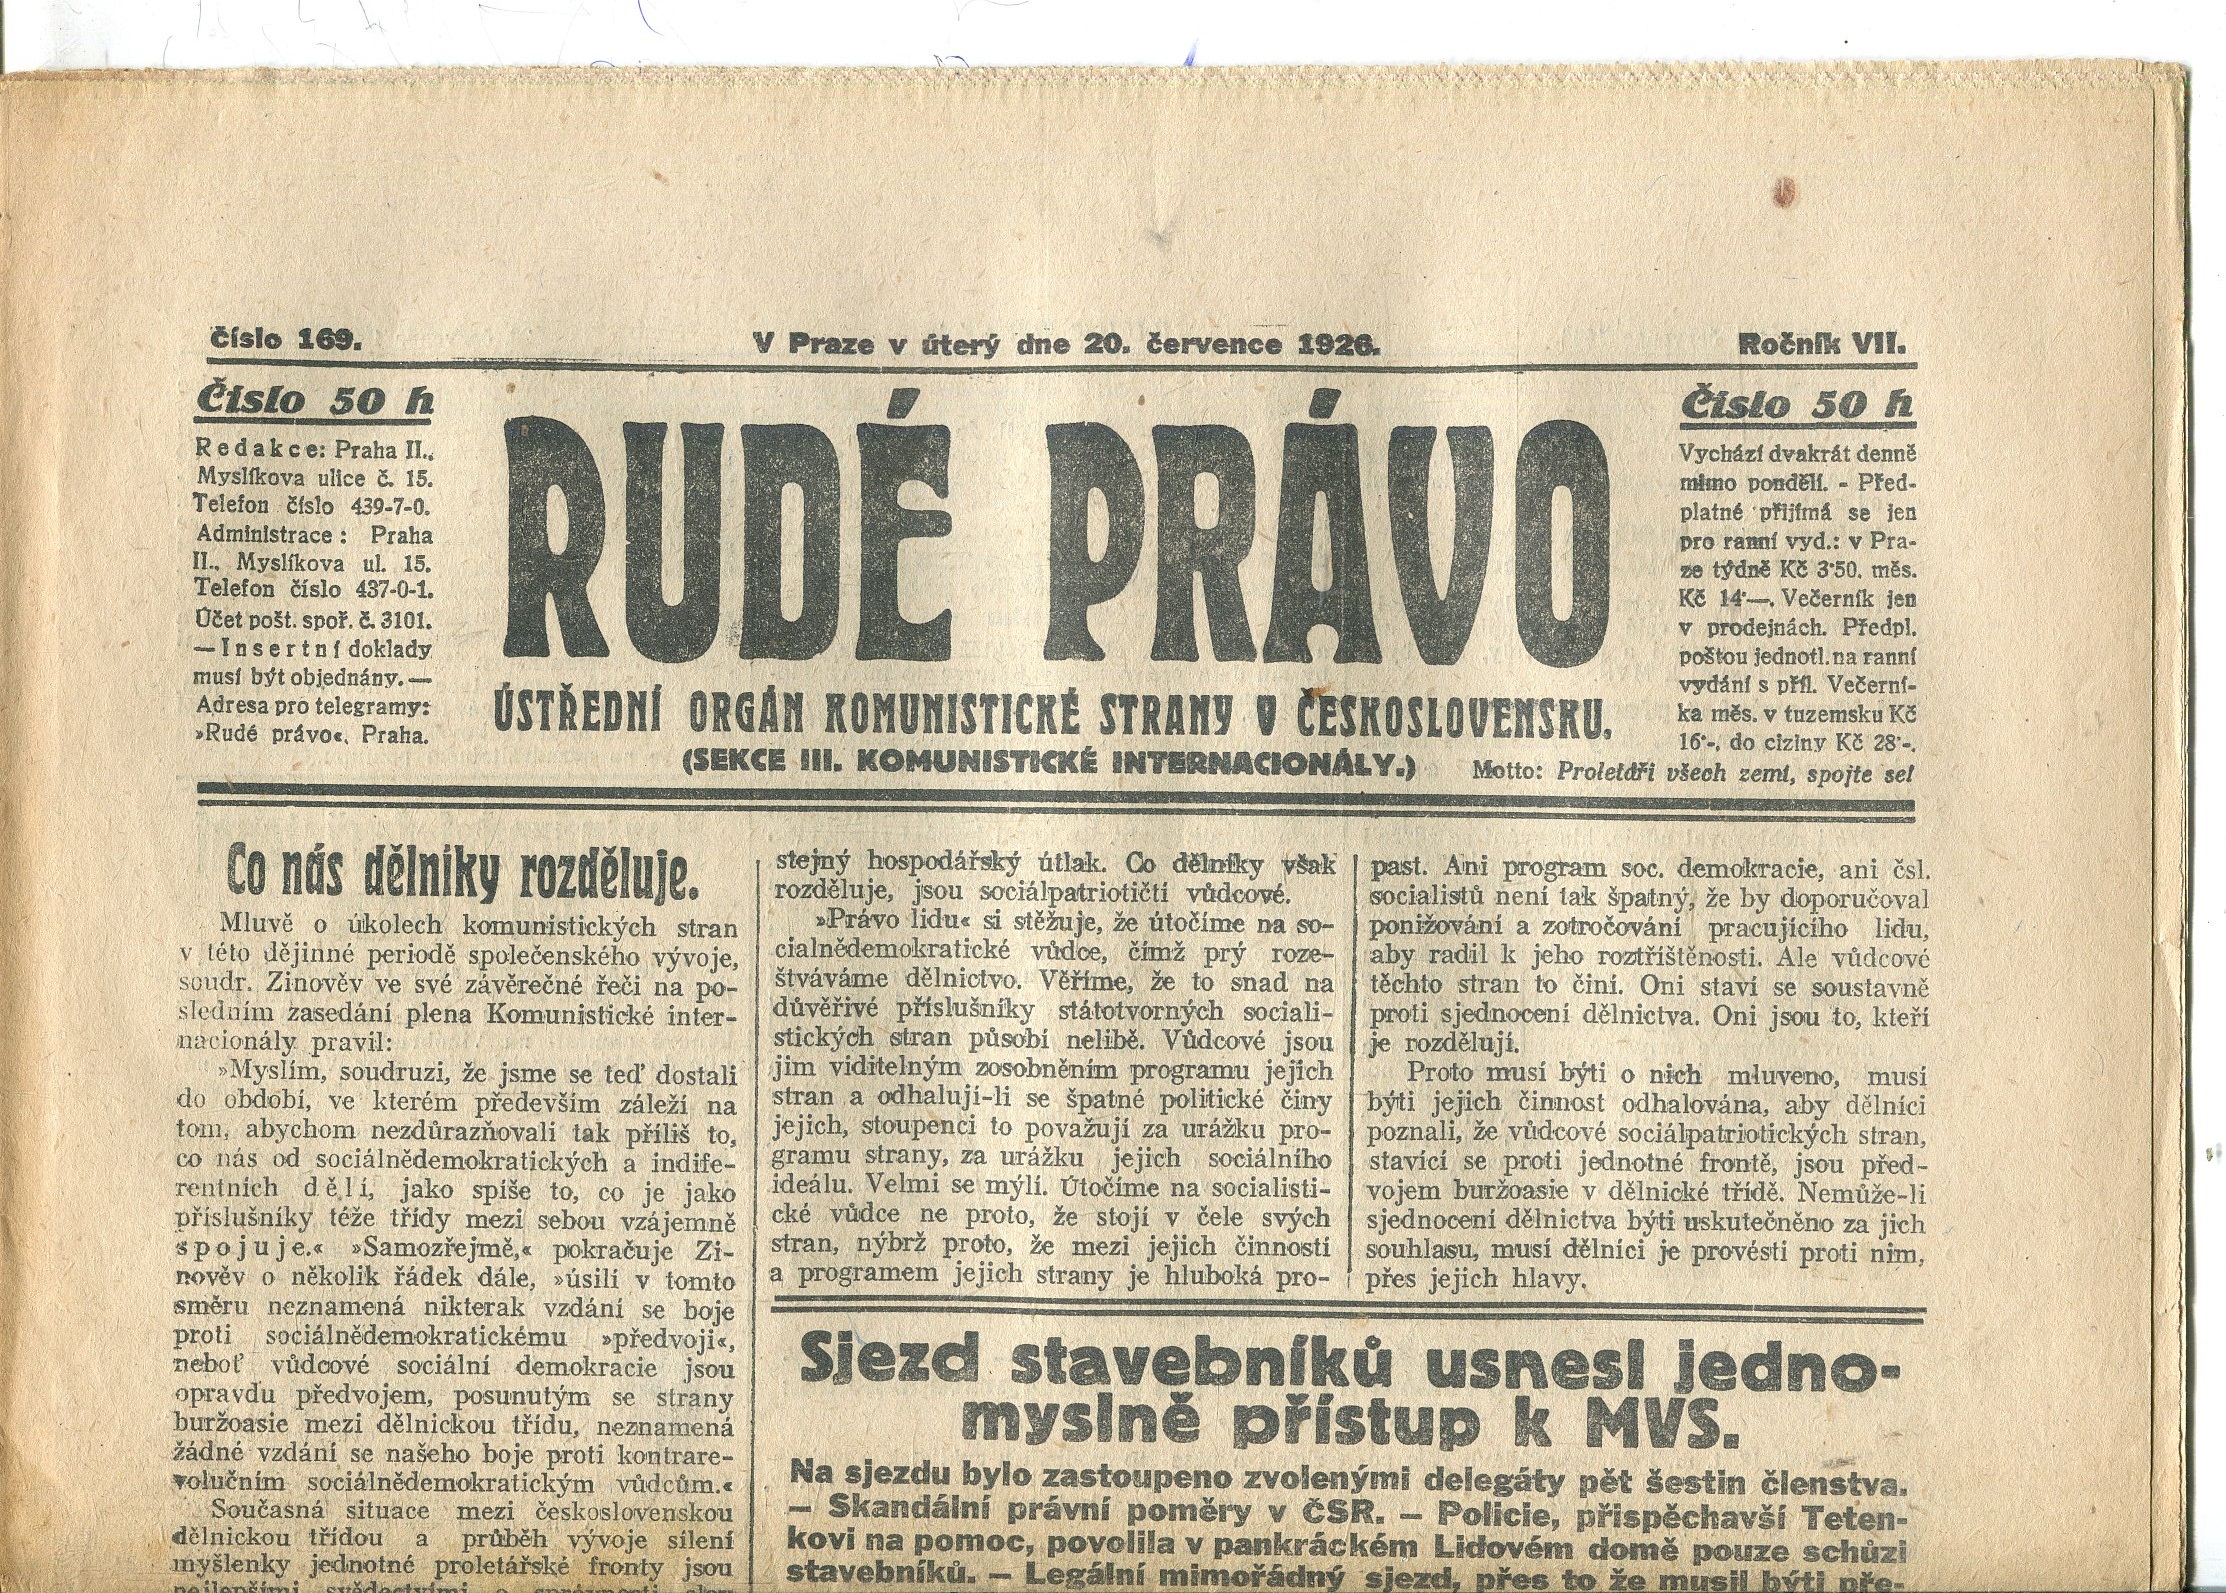 Číslo 169.
V Praze v úterý dne 20. července 1926.
Ročník VII.
Číslo 50 h
Redakce: Praha II.,
Myslíkova ulice č. 15.
Telefon číslo 439-7-0.
Administrace: Praha
II., Myslíkova ul. 15.
Telefon číslo 437-0-1.
Účet pošt. spoř. č. 3101.
—Insertní doklady
musí být objednány.—
Adresa pro telegramy:
»Rudé právo«, Praha.
RUDÉ PRÁVO
ÚSTŘEDNÍ ORGÁN KOMUNISTICKÉ STRANY V ČESKOSLOVENSKU.
(SEKCE III. KOMUNISTICKÉ INTERNACIONÁLY.)
Číslo 50 h
Vychází dvakrát denně
mimo pondělí. - Před-
platné přijímá se jen
pro ranní vyd.: v Pra-
ze týdně Kč 3·50, měs.
Kč 14·—. Večerník jen
v prodejnách. Předpl.
poštou jednotl. na ranní
vydání s příl. Večerní-
ka měs. v tuzemsku Kč
16·-, do ciziny Kč 28·-.
Motto: Proletáři všech zemí, spojte se!
Co nás dělníky rozděluje.
Mluvě o úkolech komunistických stran
v této dějinné periodě společenského vývoje,
soudr. Zinověv ve své závěrečné řeči na po-
sledním zasedání plena Komunistické inter-
nacionály pravil:
»Myslím, soudruzi, že jsme se teď dostali
do období, ve kterém především záleží na
tom, abychom nezdůrazňovali tak příliš to,
co nás od sociálnědemokratických a indife-
rentních dělí, jako spíše to, co je jako
příslušníky téže třídy mezi sebou vzájemně
spojuje.« »Samozřejmě,« pokračuje Zi-
nověv o několik řádek dále, »úsilí v tomto
směru neznamená nikterak vzdání se boje
proti sociálnědemokratickému »předvoji«,
neboť vůdcové sociální demokracie jsou
opravdu předvojem, posunutým se strany
buržoasie mezi dělnickou třídu, neznamená
žádné vzdání se našeho boje proti kontrare-
volučním sociálnědemokratickým vůdcům.«
Současná situace mezi československou
dělnickou třídou a průběh vývoje sílení
myšlenky jednotné proletářské fronty jsou
nejlepšími svědectvími o
stejný hospodářský útlak. Co dělníky však
rozděluje, jsou sociálpatriotičtí vůdcové.
»Právo lidu« si stěžuje, že útočíme na so-
cialnědemokratické vůdce, čímž prý roze-
štváváme dělnictvo. Věříme, že to snad na
důvěřivé příslušníky státotvorných sociali-
stických stran působí nelibě. Vůdcové jsou
jim viditelným zosobněním programu jejich
stran a odhalují-li se špatné politické činy
jejich, stoupenci to považují za urážku pro-
gramu strany, za urážku jejich sociálního
ideálu. Velmi se mýlí. Útočíme na socialisti-
cké vůdce ne proto, že stojí v čele svých
stran, nýbrž proto, že mezi jejich činností
a programem jejich strany je hluboká pro-
past. Ani program soc. demokracie, ani čsl.
socialistů není tak špatný, že by doporučoval
ponižování a zotročování pracujícího lidu,
aby radil k jeho roztříštěnosti. Ale vůdcové
těchto stran to činí. Oni staví se soustavně
proti sjednocení dělnictva. Oni jsou to, kteří
je rozdělují.
Proto musí býti o nich mluveno, musí
býti jejich činnost odhalována, aby dělníci
poznali, že vůdcové sociálpatriotických stran,
stavící se proti jednotné frontě, jsou před-
vojem buržoasie v dělnické třídě. Nemůže-li
sjednocení dělnictva býti uskutečněno za jich
souhlasu, musí dělníci je provésti proti nim,
přes jejich hlavy.
Sjezd stavebníků usnesl jedno-
myslně přístup k MVS.
Na sjezdu bylo zastoupeno zvolenými delegáty pět šestin členstva.
— Skandální právní poměry v ČSR. — Policie, přispěchavší Teten-
kovi na pomoc, povolila v pankráckém Lidovém domě pouze schůzi
stavebníků. — Legální mimořádný sjezd, přes to že musil býti pře-